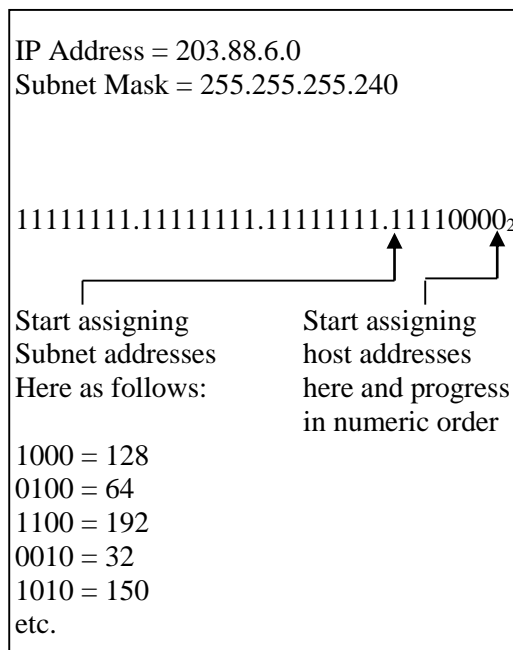 IP Address = 203.88.6.0
Subnet Mask = 255.255.255.240
11111111.11111111.11111111.11110000₂
Start assigning
Subnet addresses
Here as follows:
Start assigning
host addresses
here and progress
in numeric order
1000 = 128
0100 = 64
1100 = 192
0010 = 32
1010 = 150
etc.